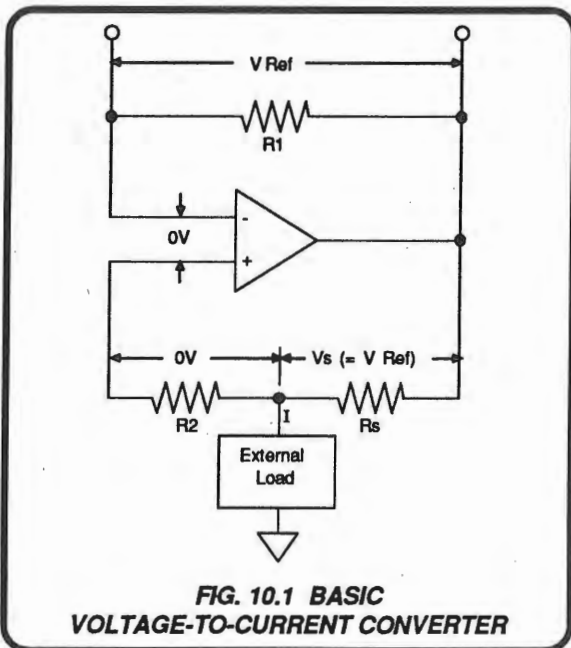 V Ref
R1
-
0V
+
0V
Vs (= V Ref)
R2
I
Rs
External
Load
FIG. 10.1 BASIC
VOLTAGE-TO-CURRENT CONVERTER